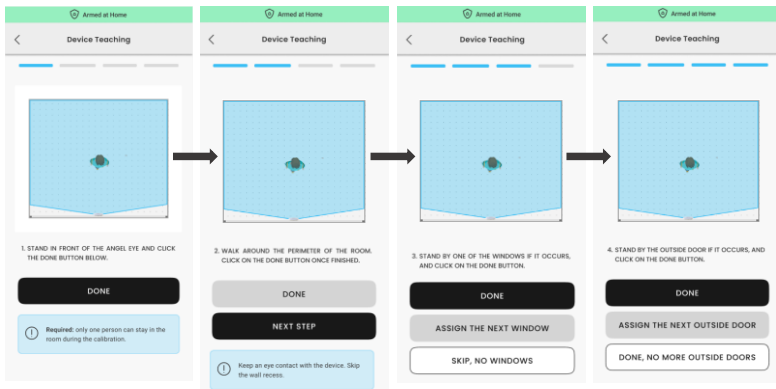 Armed at Home
Device Teaching
1. STAND IN FRONT OF THE ANGEL EYE AND CLICK
THE DONE BUTTON BELOW.
DONE
Required: only one person can stay in the
room during the calibration.
Armed at Home
Device Teaching
2. WALK AROUND THE PERIMETER OF THE ROOM.
CLICK ON THE DONE BUTTON ONCE FINISHED.
DONE
NEXT STEP
Keep an eye contact with the device. Skip
the wall recess.
Armed at Home
Device Teaching
3. STAND BY ONE OF THE WINDOWS IF IT OCCURS,
AND CLICK ON THE DONE BUTTON.
DONE
ASSIGN THE NEXT WINDOW
SKIP, NO WINDOWS
Armed at Home
Device Teaching
4. STAND BY THE OUTSIDE DOOR IF IT OCCURS, AND
CLICK ON THE DONE BUTTON.
DONE
ASSIGN THE NEXT OUTSIDE DOOR
DONE, NO MORE OUTSIDE DOORS